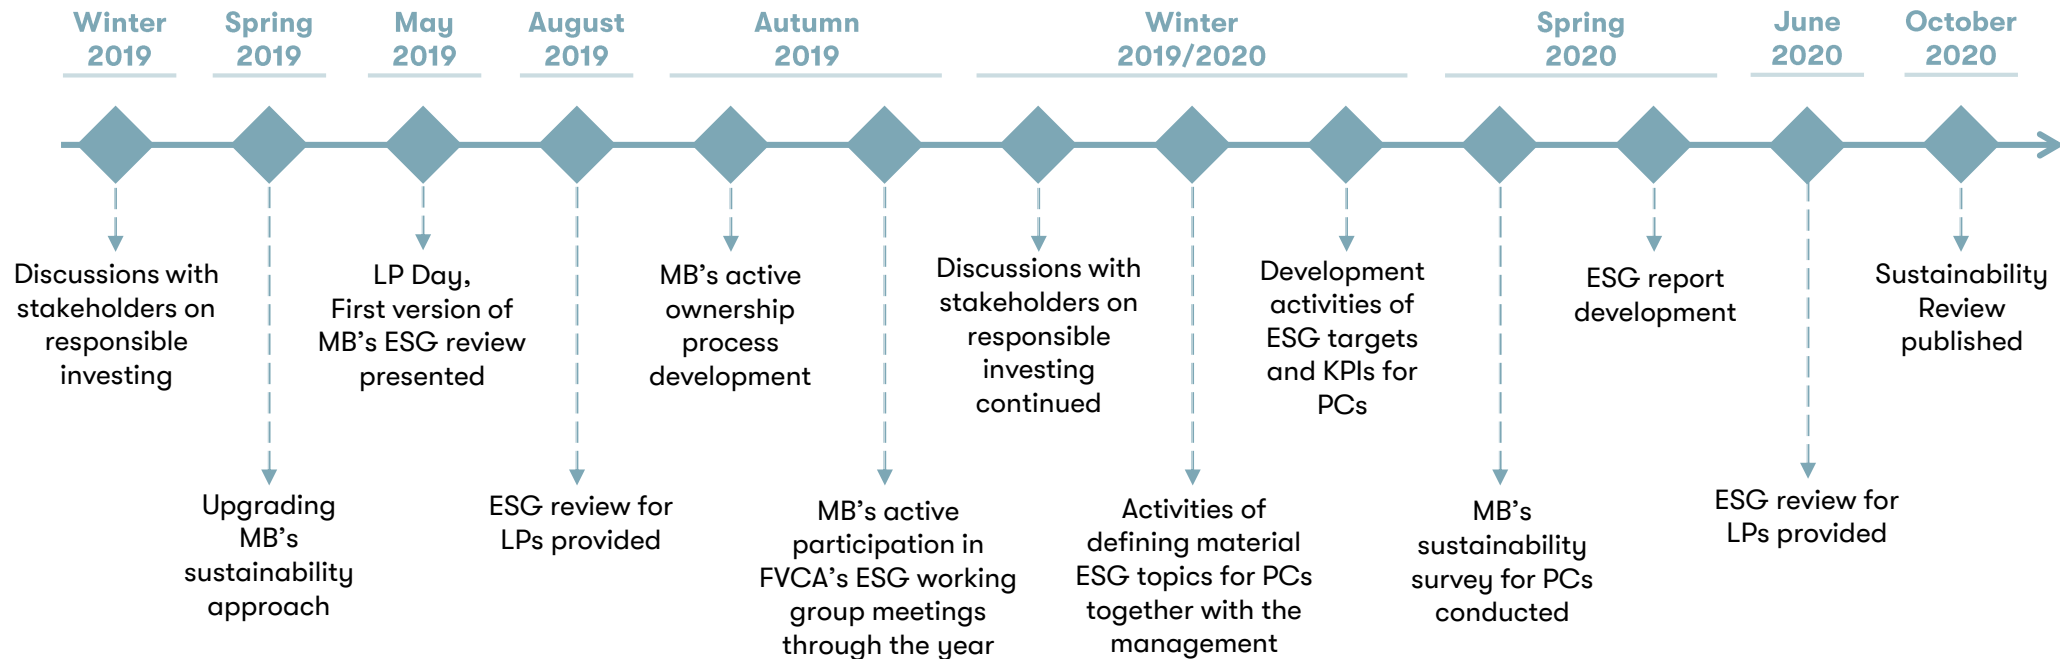 Winter
2019
Spring
2019
May
2019
August
2019
Autumn
2019
Winter
2019/2020
Spring
2020
June
2020
October
2020
Discussions with
stakeholders on
responsible
investing
Upgrading
MB's
sustainability
approach
LP Day,
First version of
MB's ESG review
presented
ESG review for
LPs provided
MB's active
ownership
process
development
MB's active
participation in
FVCA's ESG working
group meetings
through the year
Discussions with
stakeholders on
responsible
investing
continued
Activities of
defining material
ESG topics for PCs
together with the
management
Development
activities of
ESG targets
and KPIs for
PCs
MB's
sustainability
survey for PCs
conducted
ESG report
development
ESG review for
LPs provided
Sustainability
Review
published